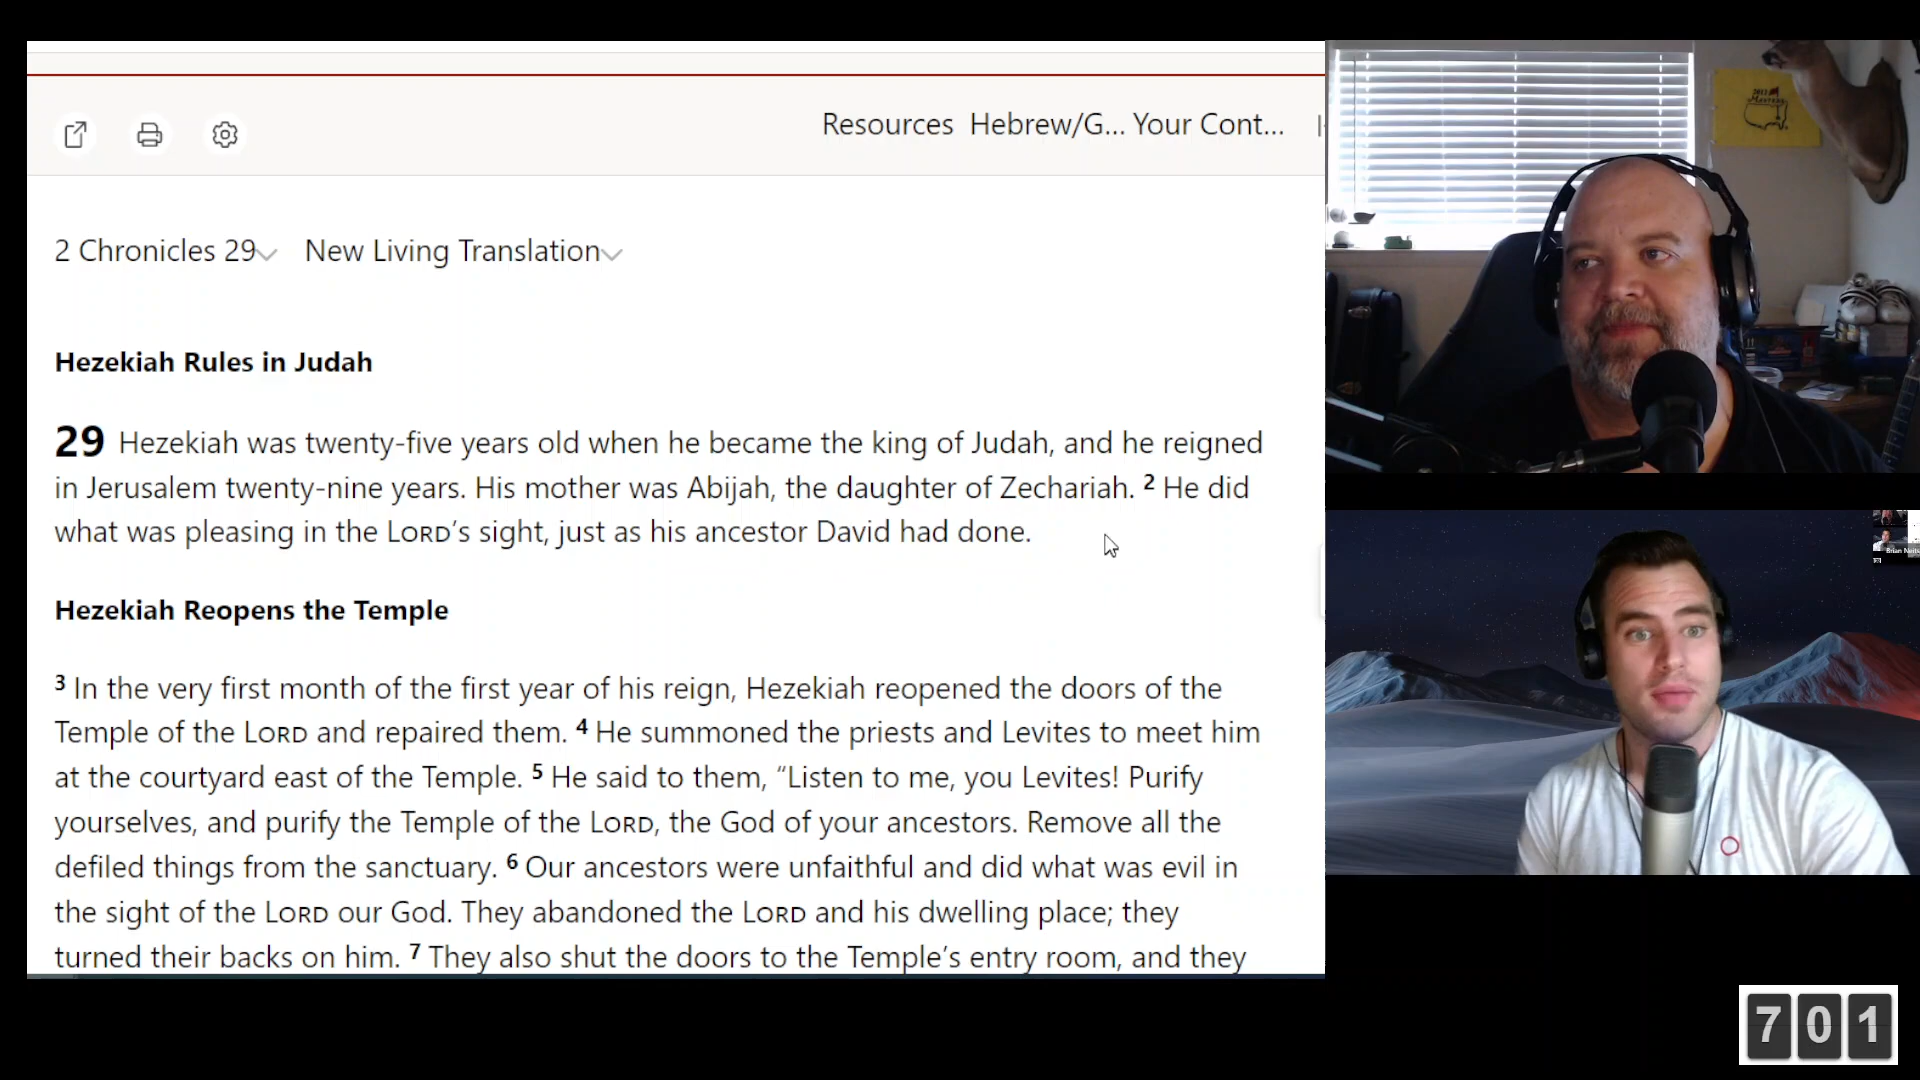 Resources Hebrew/G... Your Cont...
2 Chronicles 29 New Living Translation
Hezekiah Rules in Judah
29 Hezekiah was twenty-five years old when he became the king of Judah, and he reigned
in Jerusalem twenty-nine years. His mother was Abijah, the daughter of Zechariah. 2 He did
what was pleasing in the LORD’s sight, just as his ancestor David had done.
Hezekiah Reopens the Temple
3 In the very first month of the first year of his reign, Hezekiah reopened the doors of the
Temple of the LORD and repaired them. 4 He summoned the priests and Levites to meet him
at the courtyard east of the Temple. 5 He said to them, “Listen to me, you Levites! Purify
yourselves, and purify the Temple of the LORD, the God of your ancestors. Remove all the
defiled things from the sanctuary. 6 Our ancestors were unfaithful and did what was evil in
the sight of the LORD our God. They abandoned the LORD and his dwelling place; they
turned their backs on him. 7 They also shut the doors to the Temple’s entry room, and they
Brian
701